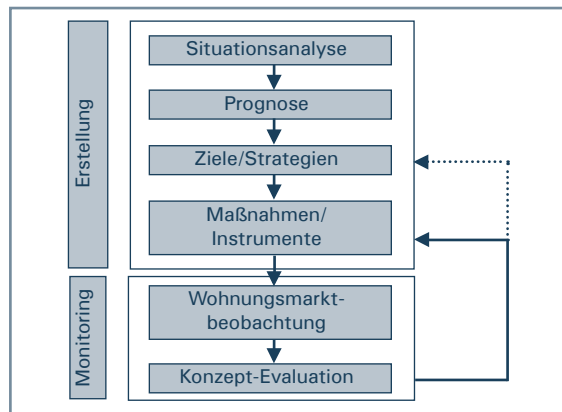 Erstellung
Situationsanalyse
Prognose
Ziele/Strategien
Maßnahmen/
Instrumente
Monitoring
Wohnungsmarkt-
beobachtung
Konzept-Evaluation